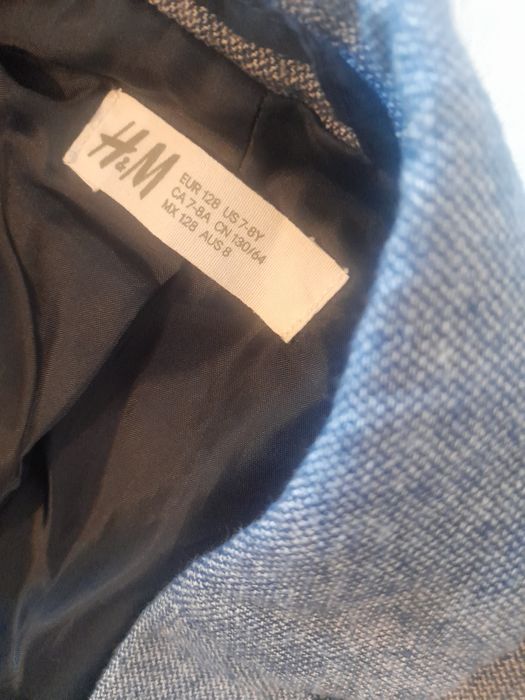 H&M
EUR 128 US 7-8Y
CA 7-8A CN 130/64
MX 128 AUS 8